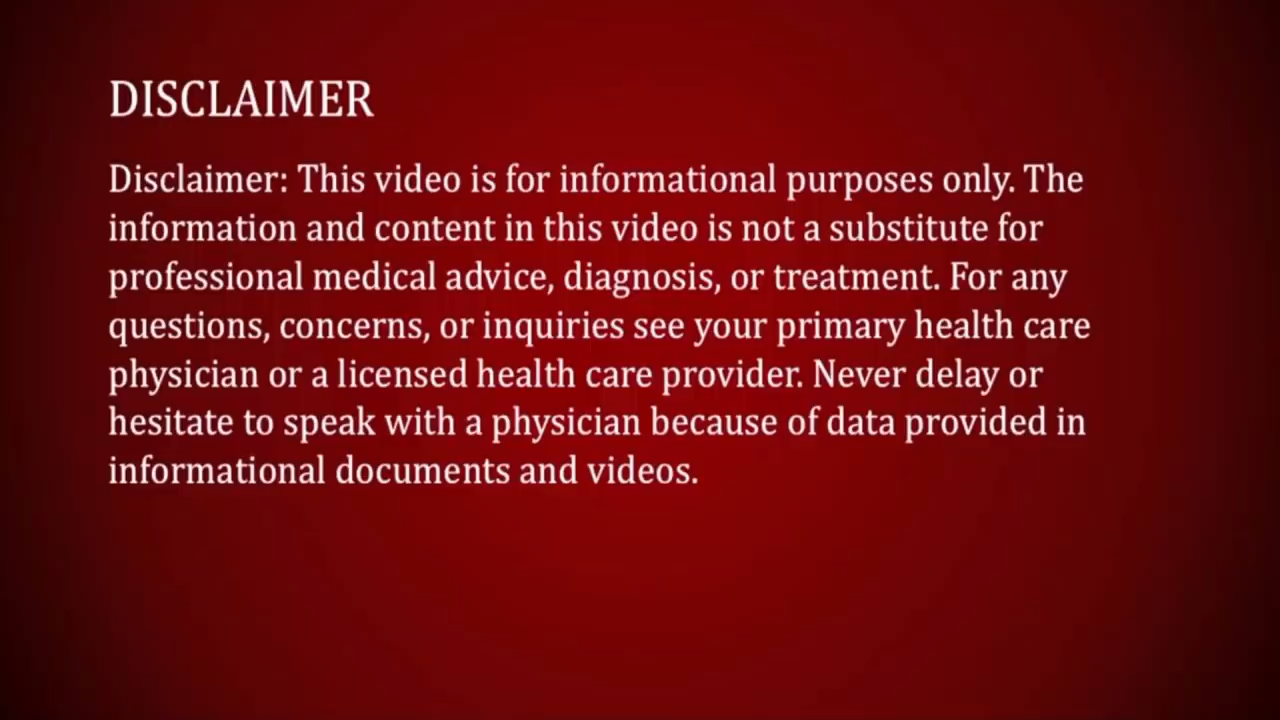 DISCLAIMER
Disclaimer: This video is for informational purposes only. The
information and content in this video is not a substitute for
professional medical advice, diagnosis, or treatment. For any
questions, concerns, or inquiries see your primary health care
physician or a licensed health care provider. Never delay or
hesitate to speak with a physician because of data provided in
informational documents and videos.